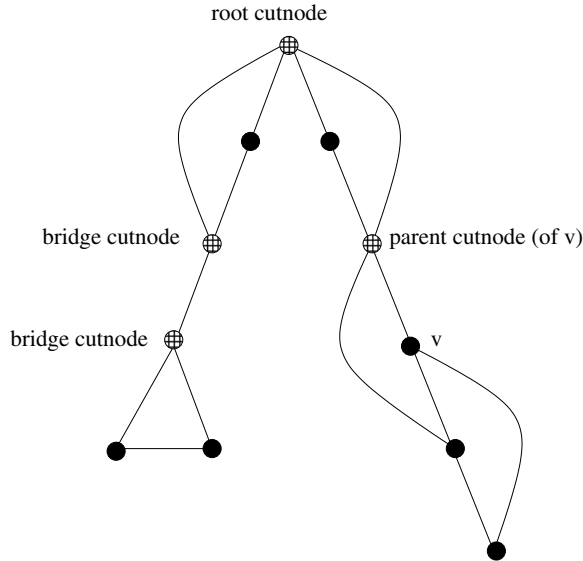 root cutnode
bridge cutnode
parent cutnode (of v)
bridge cutnode
v